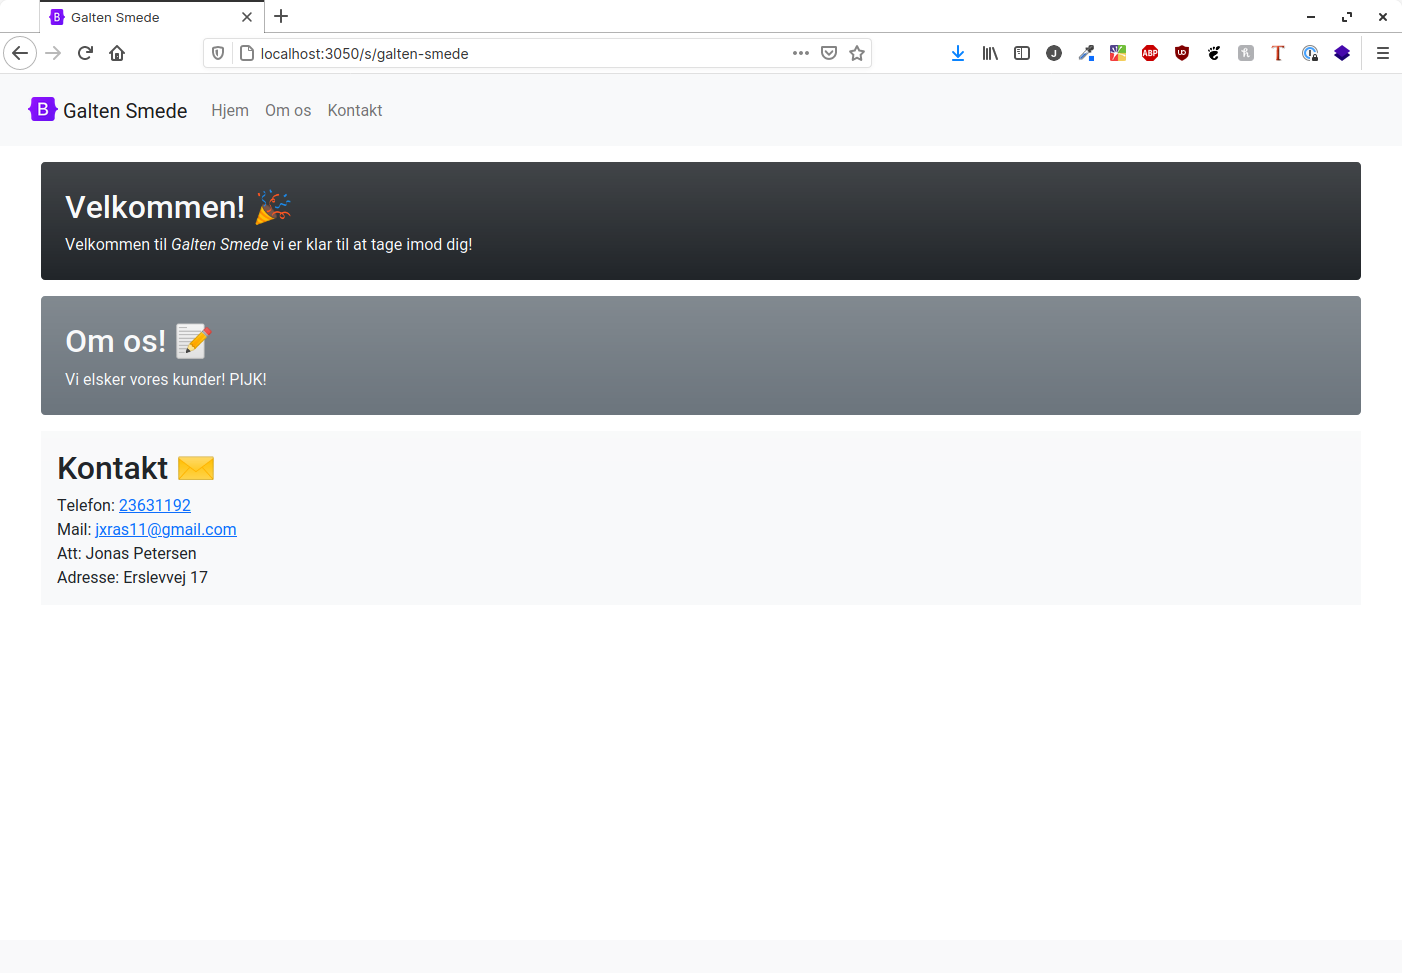 Galten Smede
localhost:3050/s/galten-smede
J
ABP
UD
T
B Galten Smede Hjem Om os Kontakt
Velkommen! 🎉
Velkommen til Galten Smede vi er klar til at tage imod dig!
Om os! 📝
Vi elsker vores kunder! PIJK!
Kontakt ✉️
Telefon: 23631192
Mail: jxras11@gmail.com
Att: Jonas Petersen
Adresse: Erslevvej 17